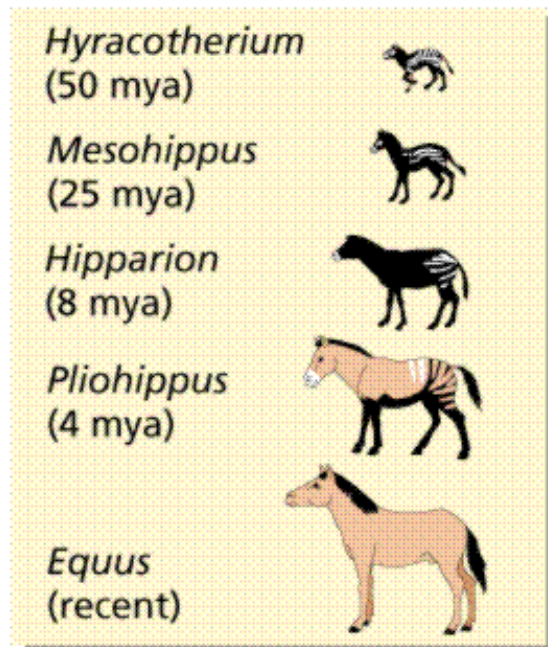 Hyracotherium
(50 mya)
Mesohippus
(25 mya)
Hipparion
(8 mya)
Pliohippus
(4 mya)
Equus
(recent)